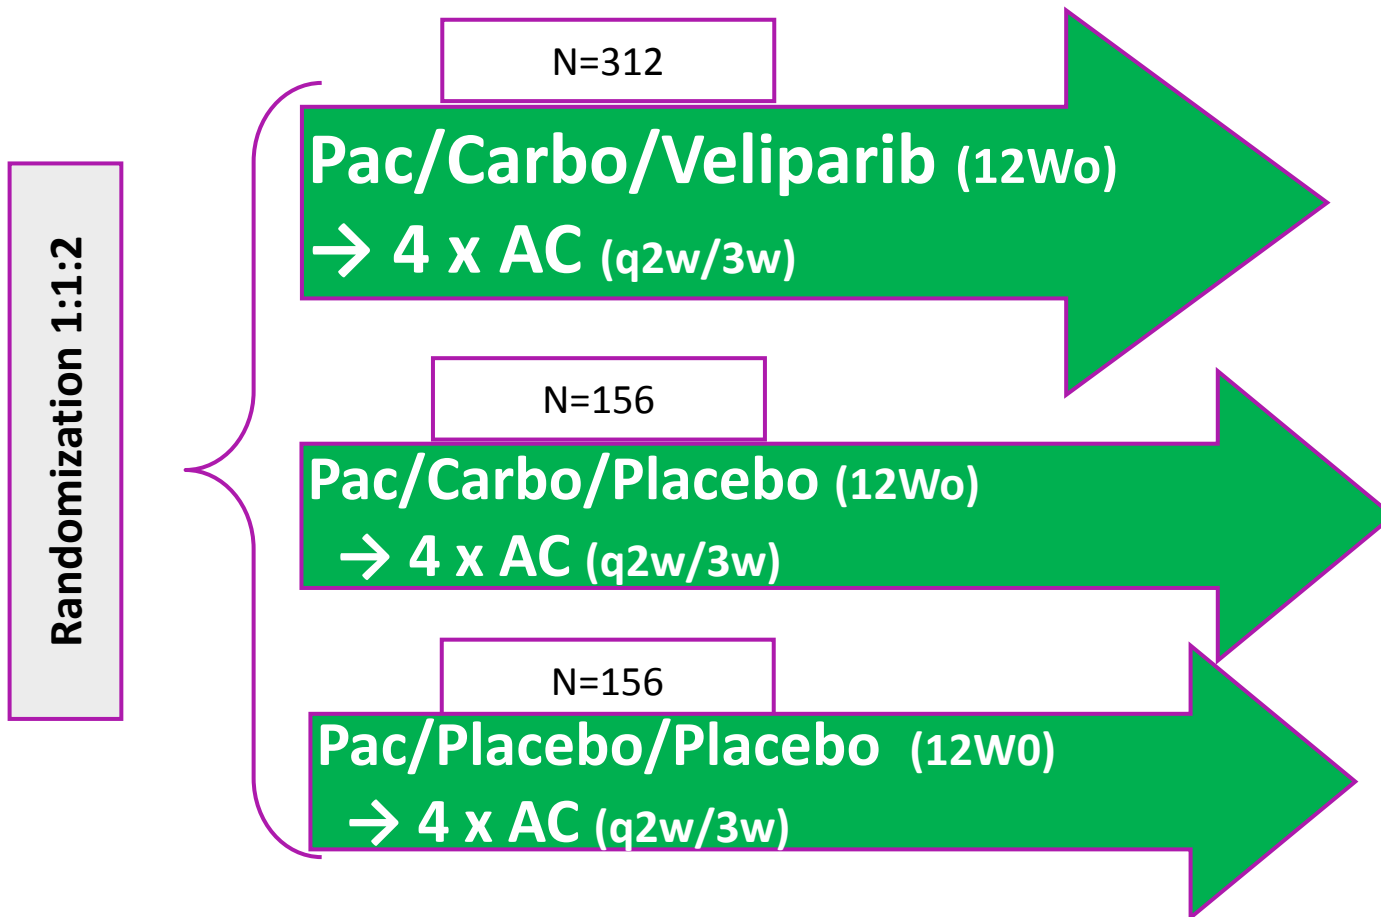 Randomization 1:1:2
N=312
Pac/Carbo/Veliparib (12Wo)
→ 4 x AC (q2w/3w)
N=156
Pac/Carbo/Placebo (12Wo)
→ 4 x AC (q2w/3w)
N=156
Pac/Placebo/Placebo (12W0)
→ 4 x AC (q2w/3w)